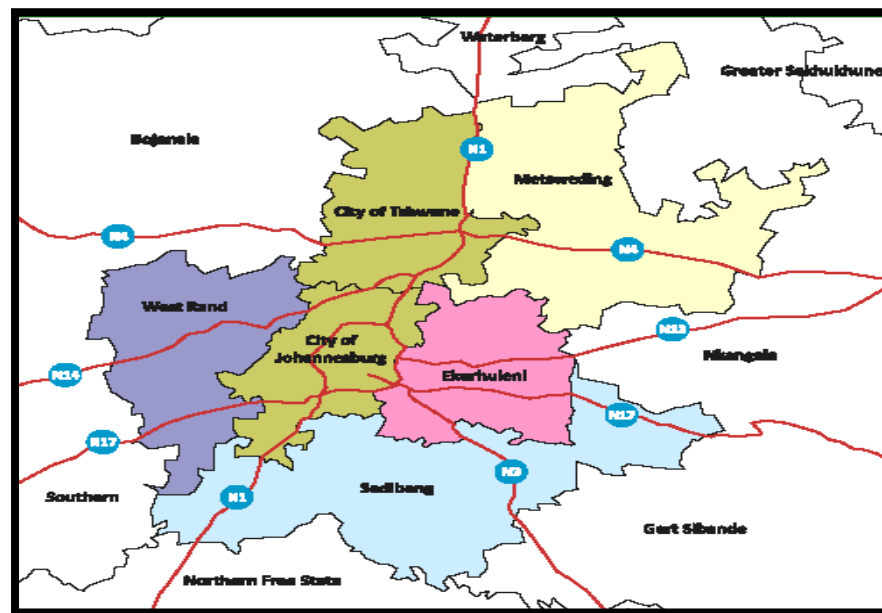 Waterberg
Greater Sekhukhune
Bojanala
N1
Metsweding
City of Tshwane
N4
N4
West Rand
N12
City of
Johannesburg
Nkangala
N14
Ekurhuleni
N17
N17
N3
Sedibeng
Southern
N1
Gert Sibande
Northern Free State